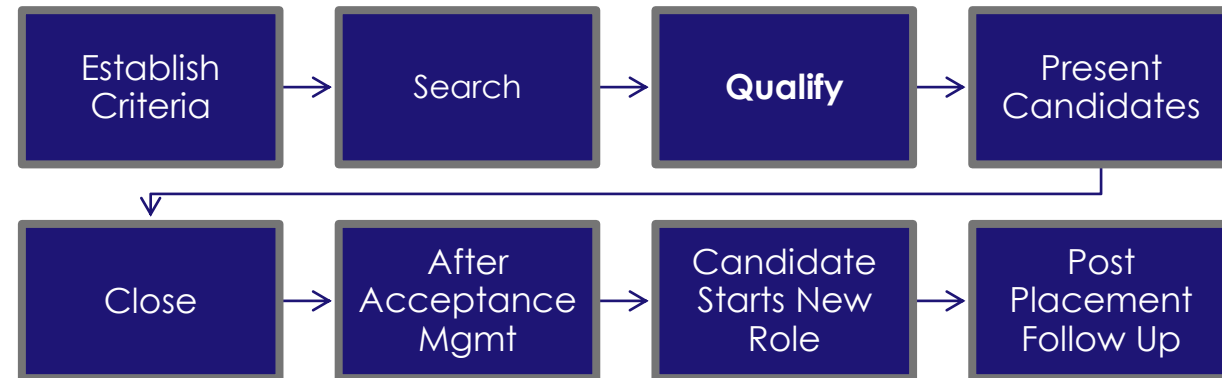 Establish
Criteria
Search
Qualify
Present
Candidates
Close
After
Acceptance
Mgmt
Candidate
Starts New
Role
Post
Placement
Follow Up